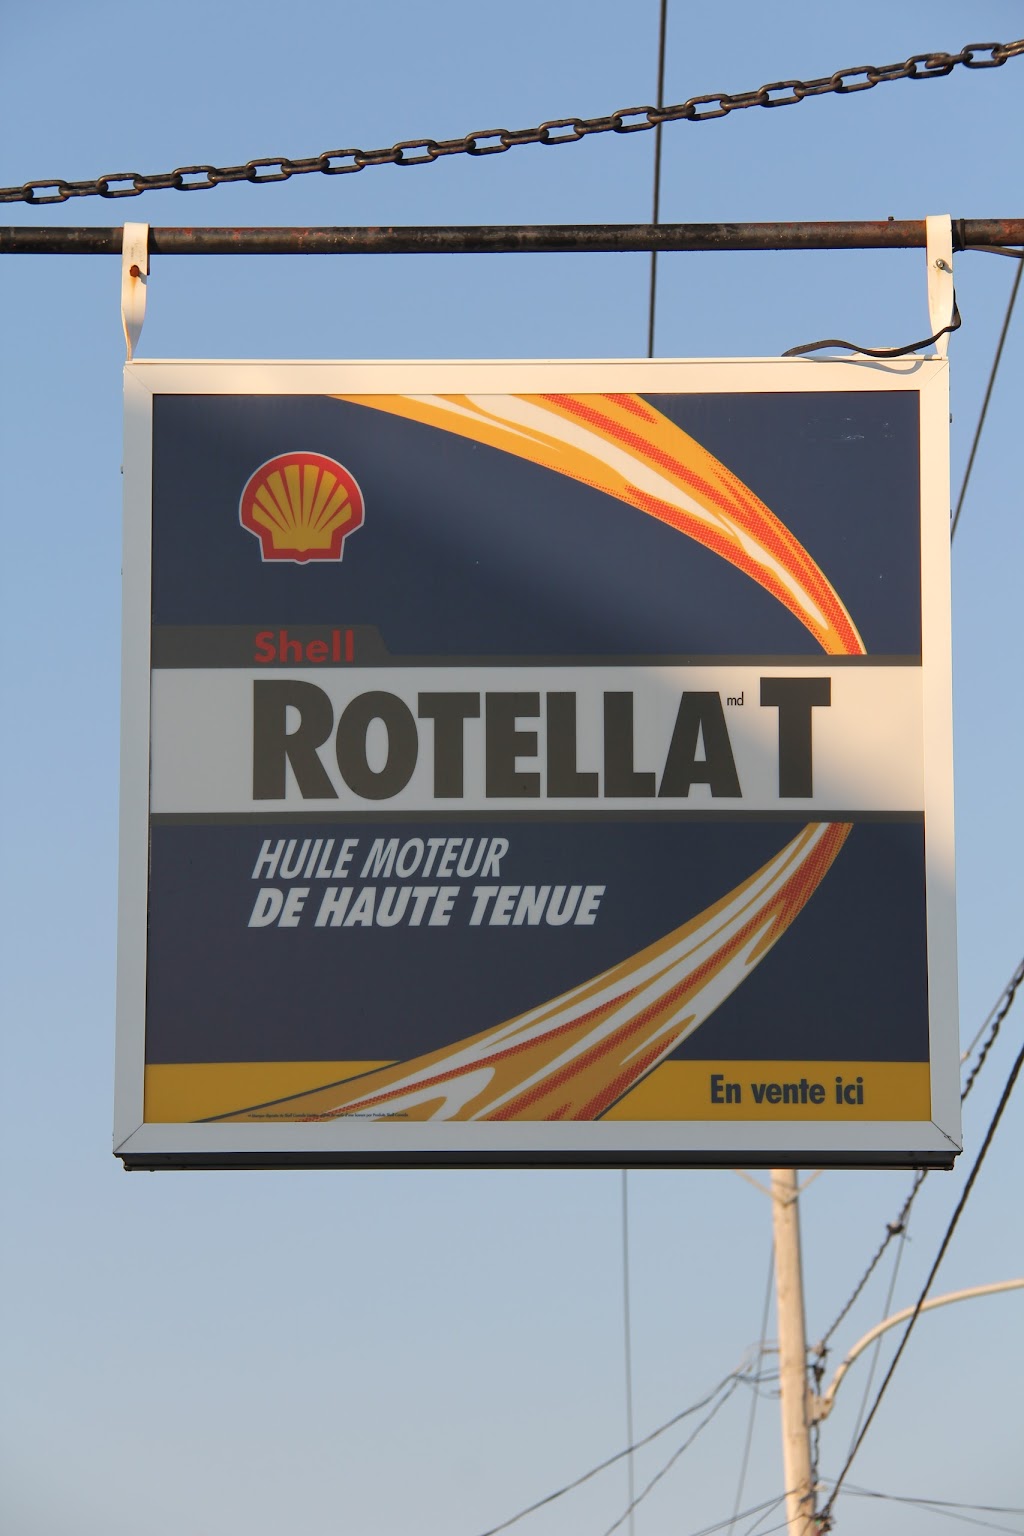 Shell
ROTELLA md T
HUILE MOTEUR
DE HAUTE TENUE
En vente ici